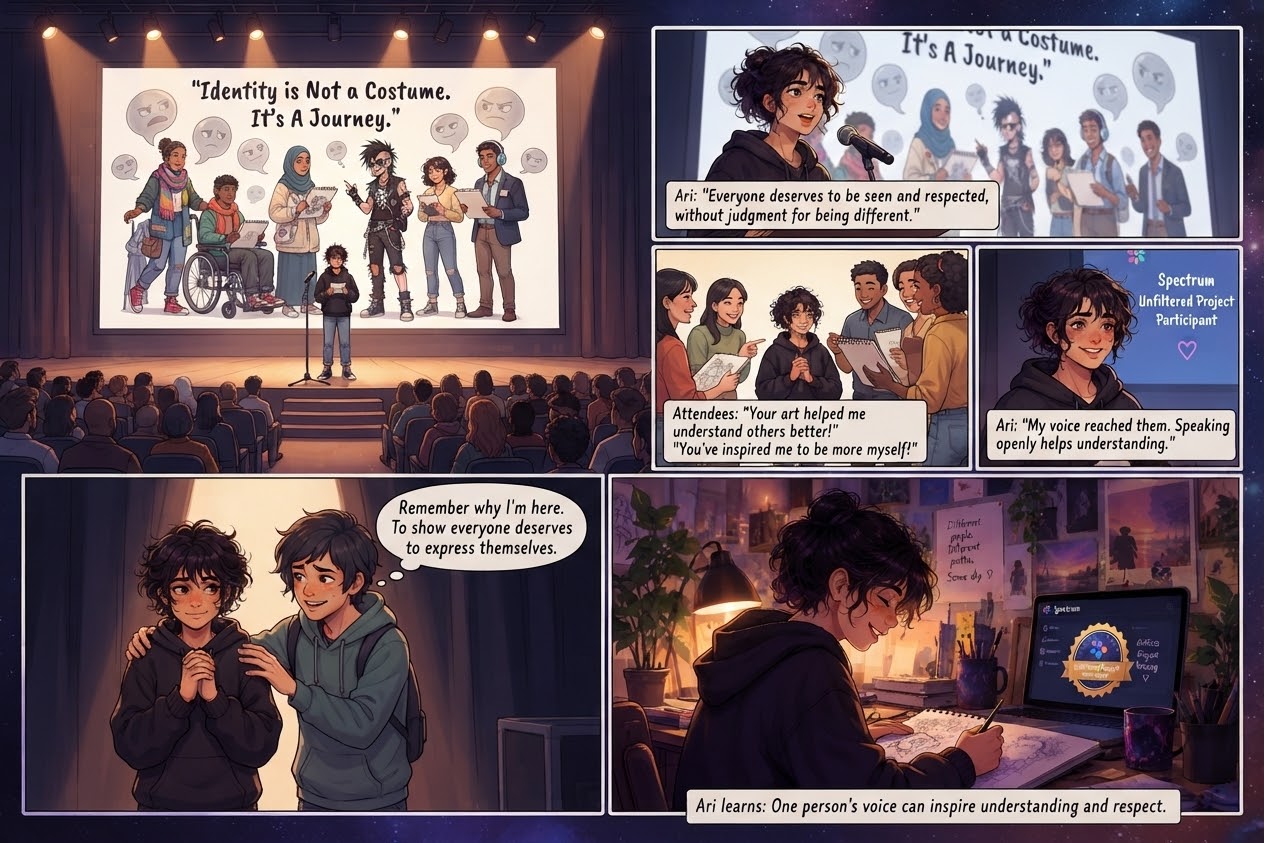 "Identity is Not a Costume.
It's A Journey."
Not a Costume.
It's A Journey."
Ari: "Everyone deserves to be seen and respected,
without judgment for being different."
Attendees: "Your art helped me
understand others better!"
"You've inspired me to be more myself!"
Spectrum
Unfiltered Project
Participant
Ari: "My voice reached them. Speaking
openly helps understanding."
Remember why I'm here.
To show everyone deserves
to express themselves.
Different
people.
Different
paths.
Spectrum
Ari learns: One person's voice can inspire understanding and respect.